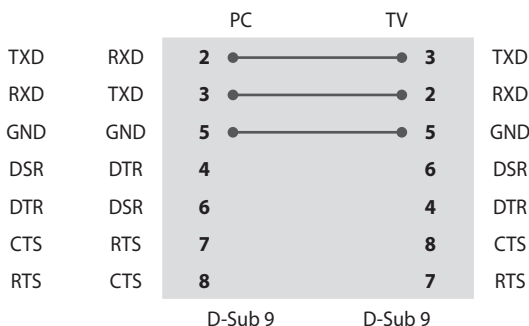 PC TV
TXD RXD 2 3 TXD
RXD TXD 3 2 RXD
GND GND 5 5 GND
DSR DTR 4 6 DSR
DTR DSR 6 4 DTR
CTS RTS 7 8 CTS
RTS CTS 8 7 RTS
D-Sub 9 D-Sub 9